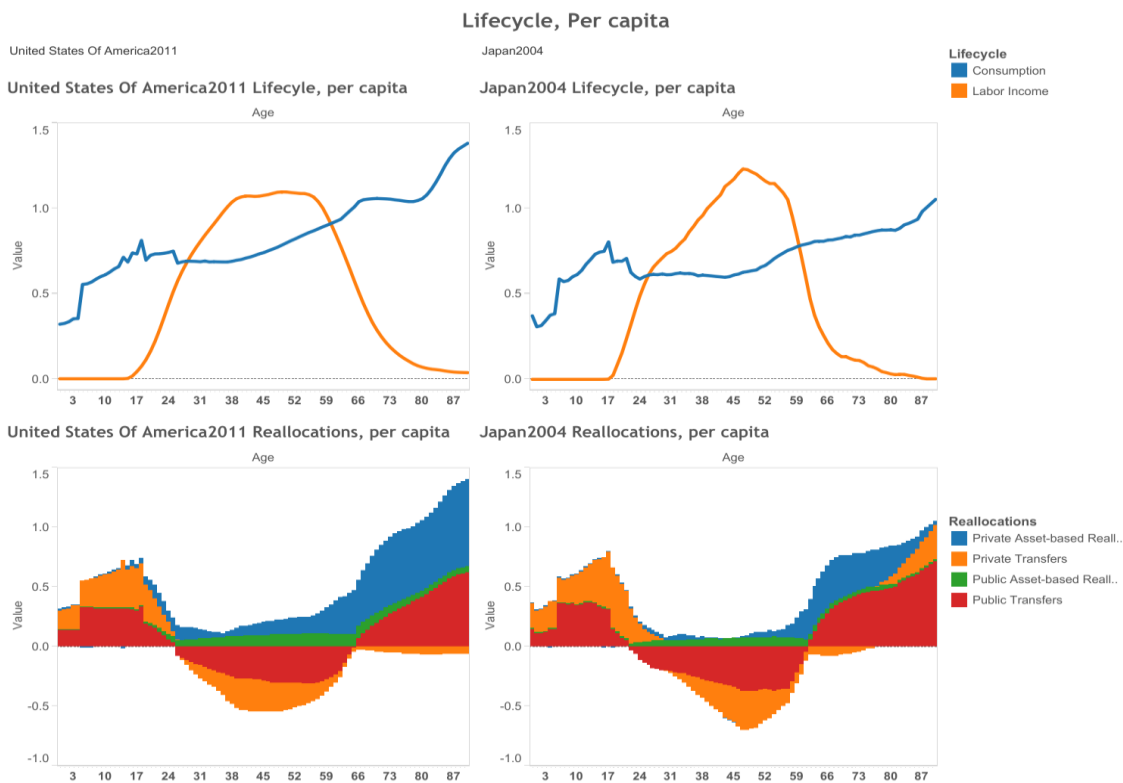 Lifecycle, Per capita
United States Of America2011
Japan2004
Lifecycle
Consumption
Labor Income
United States Of America2011 Lifecyle, per capita
Japan2004 Lifecycle, per capita
Age
Age
1.5
1.0
0.5
0.0
Value
3 10 17 24 31 38 45 52 59 66 73 80 87
1.5
1.0
0.5
0.0
Value
3 10 17 24 31 38 45 52 59 66 73 80 87
United States Of America2011 Reallocations, per capita
Japan2004 Reallocations, per capita
Age
Age
1.5
1.0
0.5
0.0
-0.5
-1.0
Value
3 10 17 24 31 38 45 52 59 66 73 80 87
1.5
1.0
0.5
0.0
-0.5
-1.0
Value
3 10 17 24 31 38 45 52 59 66 73 80 87
Reallocations
Private Asset-based Reall..
Private Transfers
Public Asset-based Reall..
Public Transfers